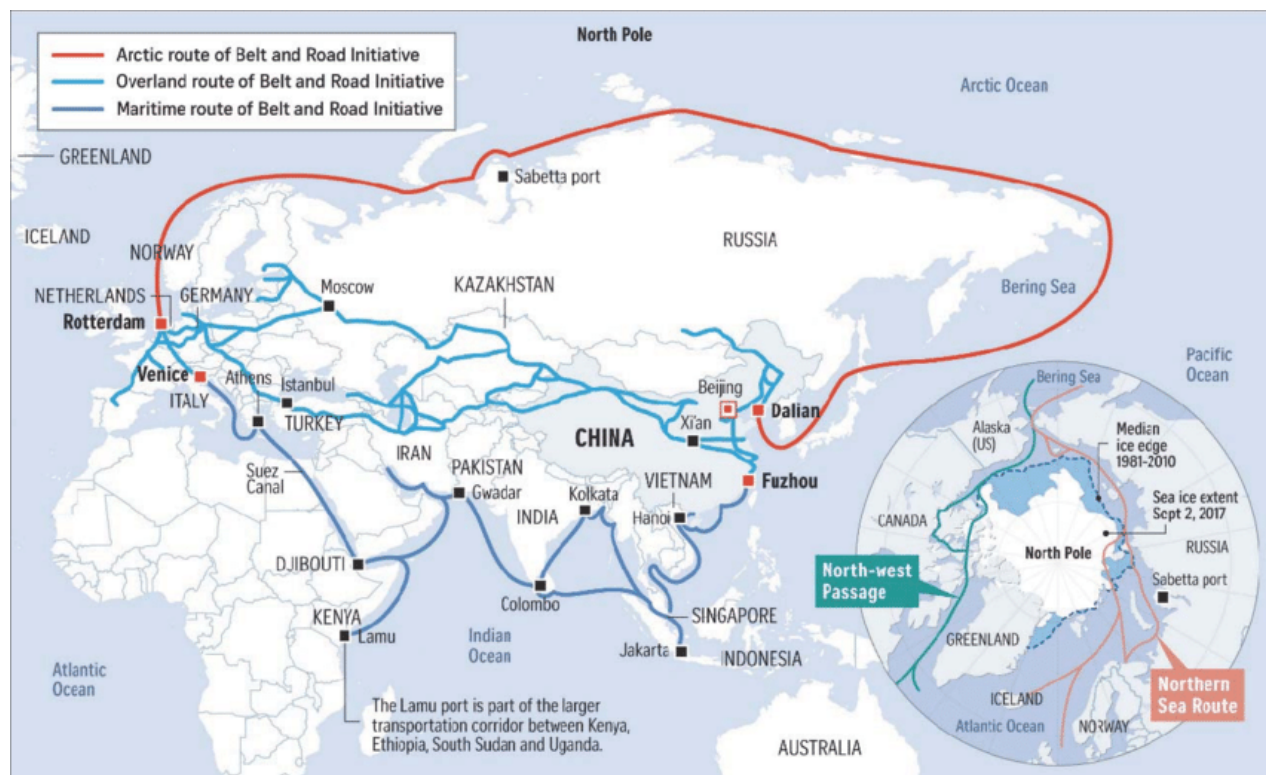 North Pole
Arctic route of Belt and Road Initiative
Overland route of Belt and Road Initiative
Maritime route of Belt and Road Initiative
Arctic Ocean
GREENLAND
Sabetta port
ICELAND
NORWAY
RUSSIA
Bering Sea
NETHERLANDS
GERMANY
Moscow
KAZAKHSTAN
Rotterdam
Pacific
Ocean
Venice
Athens
Istanbul
Beijing
Dalian
ITALY
TURKEY
Xi'an
CHINA
IRAN
Suez
Canal
PAKISTAN
Gwadar
Kolkata
VIETNAM
Fuzhou
INDIA
Hanoi
DJIBOUTI
Colombo
KENYA
Lamu
SINGAPORE
Indian
Ocean
Jakarta
INDONESIA
Atlantic
Ocean
The Lamu port is part of the larger
transportation corridor between Kenya,
Ethiopia, South Sudan and Uganda.
AUSTRALIA
Bering Sea
Alaska
(US)
Median
ice edge
1981-2010
Sea ice extent
Sept 2, 2017
CANADA
North Pole
RUSSIA
North-west
Passage
Sabetta port
GREENLAND
ICELAND
Northern
Sea Route
Atlantic Ocean
NORWAY